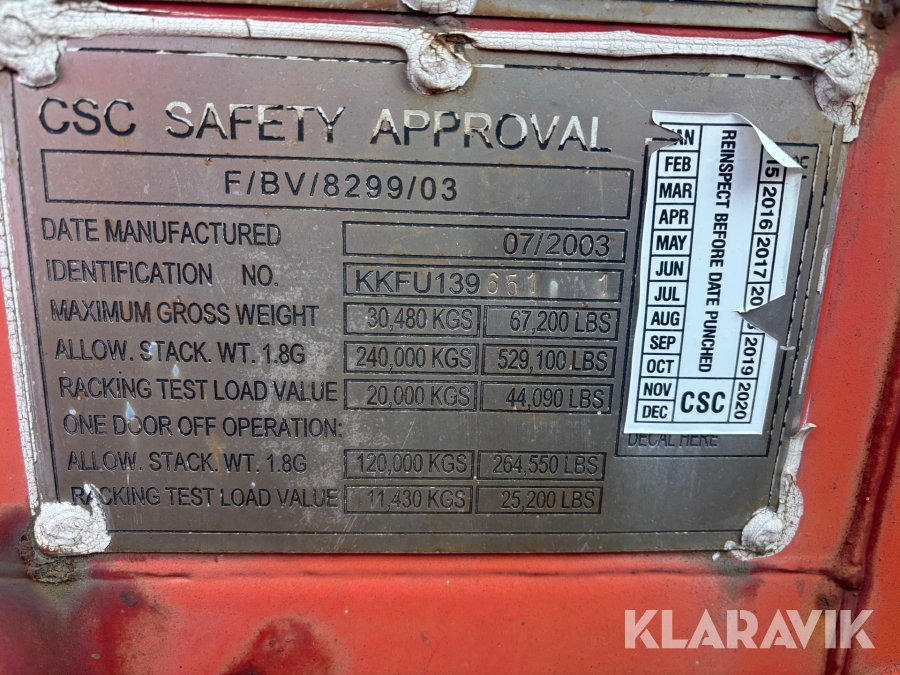 CSC SAFETY APPROVAL
F/BV/8299/03
DATE MANUFACTURED 07/2003
IDENTIFICATION NO. KKFU139 651 1
MAXIMUM GROSS WEIGHT 30,480 KGS 67,200 LBS
ALLOW. STACK. WT. 1.8G 240,000 KGS 529,100 LBS
RACKING TEST LOAD VALUE 20,000 KGS 44,090 LBS
ONE DOOR OFF OPERATION:
ALLOW. STACK. WT. 1.8G 120,000 KGS 264,550 LBS
RACKING TEST LOAD VALUE 11,430 KGS 25,200 LBS
JAN
FEB
MAR
APR
MAY
JUN
JUL
AUG
SEP
OCT
NOV
DEC
CSC
REINSPECT BEFORE DATE PUNCHED
2016 2017 2019 2020
DECAL HERE
KLARAVIK